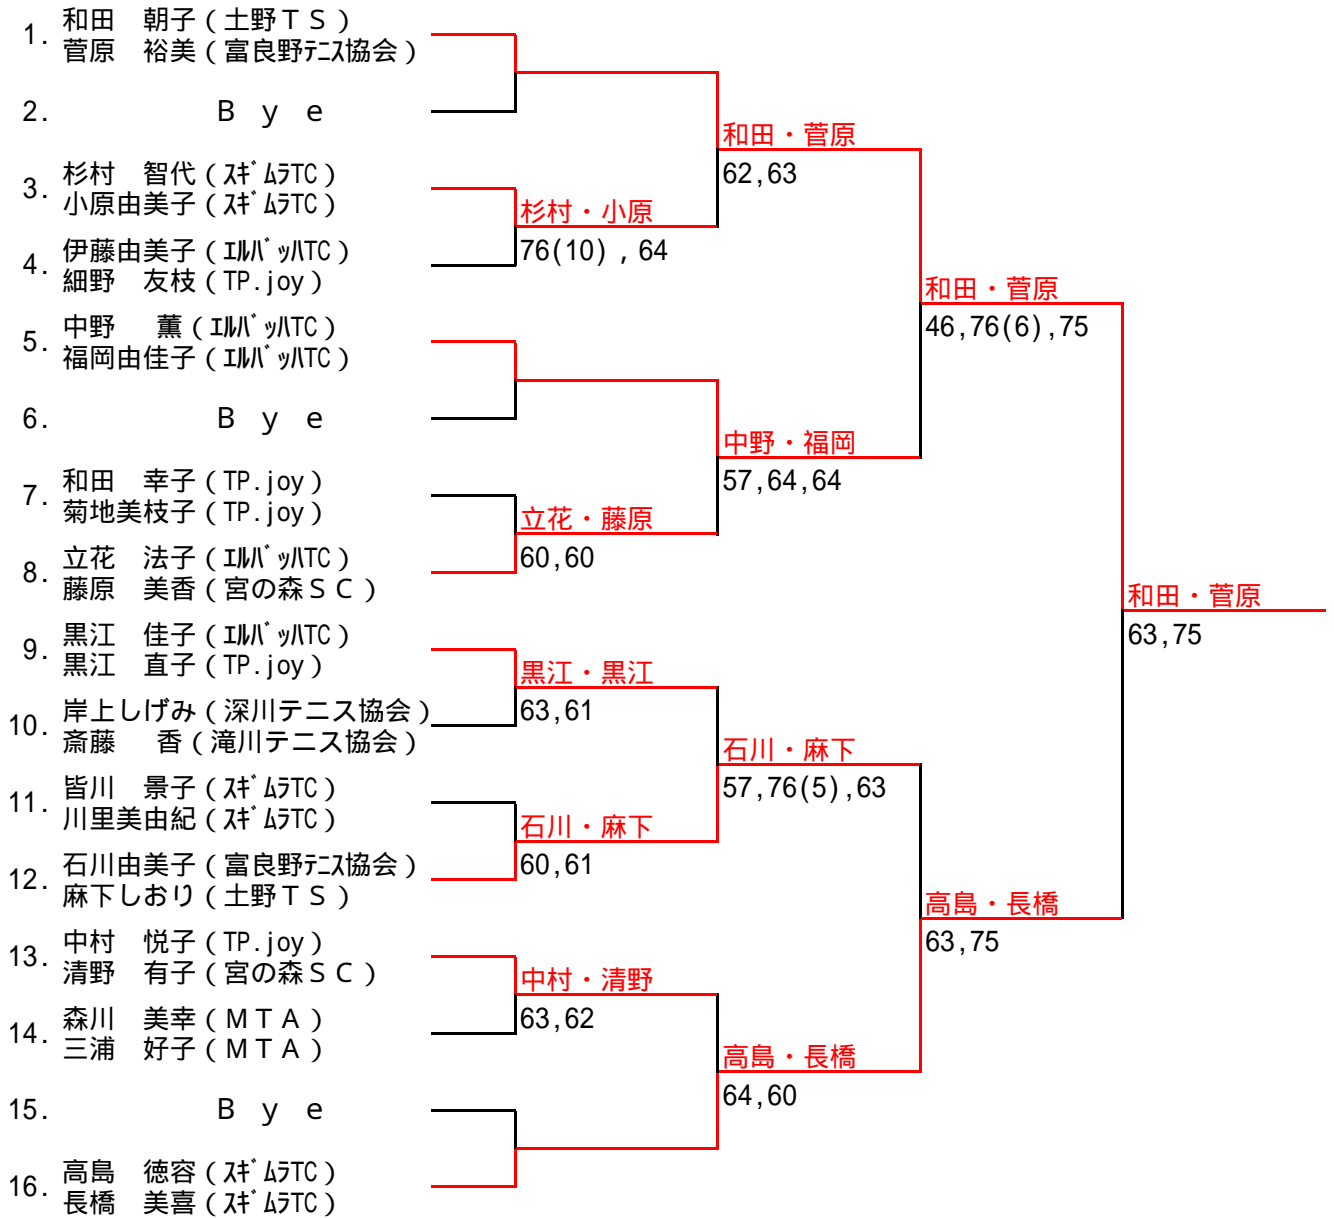 1. 和田　朝子（土野ＴＳ）
菅原　裕美（富良野ﾃﾆｽ協会）
2. Ｂｙｅ
3. 杉村　智代（ｽｷﾞﾑﾗTC）
小原由美子（ｽｷﾞﾑﾗTC）
4. 伊藤由美子（ｴﾙﾊﾞｯﾊTC）
細野　友枝（TP.joy）
5. 中野　薫（ｴﾙﾊﾞｯﾊTC）
福岡由佳子（ｴﾙﾊﾞｯﾊTC）
6. Ｂｙｅ
7. 和田　幸子（TP.joy）
菊地美枝子（TP.joy）
8. 立花　法子（ｴﾙﾊﾞｯﾊTC）
藤原　美香（宮の森ＳＣ）
9. 黒江　佳子（ｴﾙﾊﾞｯﾊTC）
黒江　直子（TP.joy）
10. 岸上しげみ（深川テニス協会）
斎藤　香（滝川テニス協会）
11. 皆川　景子（ｽｷﾞﾑﾗTC）
川里美由紀（ｽｷﾞﾑﾗTC）
12. 石川由美子（富良野ﾃﾆｽ協会）
麻下しおり（土野ＴＳ）
13. 中村　悦子（TP.joy）
清野　有子（宮の森ＳＣ）
14. 森川　美幸（ＭＴＡ）
三浦　好子（ＭＴＡ）
15. Ｂｙｅ
16. 高島　徳容（ｽｷﾞﾑﾗTC）
長橋　美喜（ｽｷﾞﾑﾗTC）
杉村・小原
76(10) , 64
立花・藤原
60,60
黒江・黒江
63,61
石川・麻下
60,61
中村・清野
63,62
和田・菅原
62,63
中野・福岡
57,64,64
石川・麻下
57,76(5),63
高島・長橋
64,60
和田・菅原
46,76(6),75
高島・長橋
63,75
和田・菅原
63,75